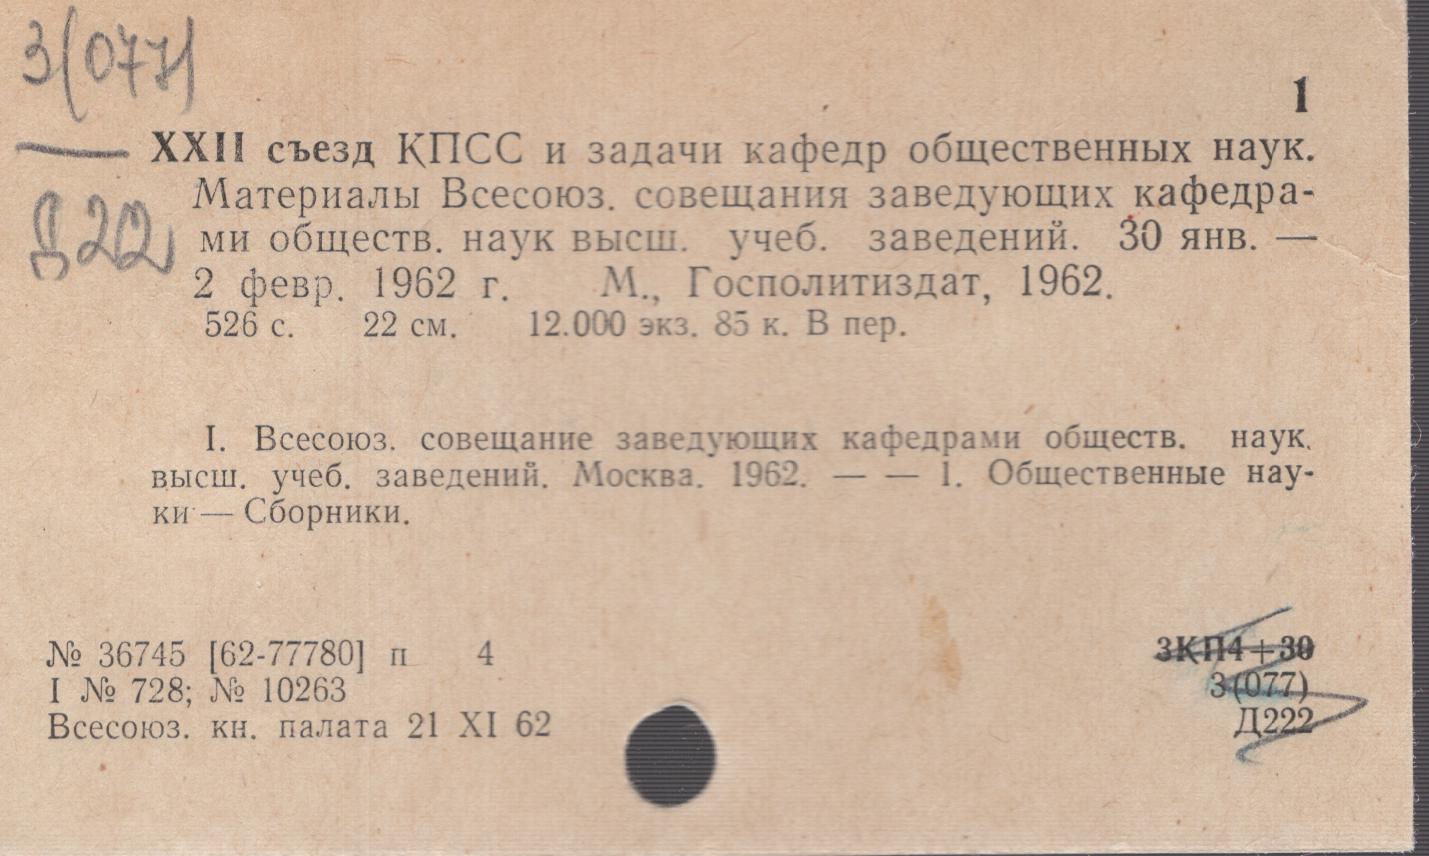 3(077)
1
XXII съезд КПСС и задачи кафедр общественных наук.
Материалы Всесоюз. совещания заведующих кафедра-
Д22
ми обществ. наук высш. учеб. заведений. 30 янв. —
2 февр. 1962 г. М., Госполитиздат, 1962.
526 с. 22 см. 12.000 экз. 85 к. В пер.
I. Всесоюз. совещание заведующих кафедрами обществ. наук.
высш. учеб. заведений. Москва. 1962. — — 1. Общественные нау-
ки — Сборники.
№ 36745 [62-77780] п 4
3КП4+30
I № 728; № 10263
3(077)
Всесоюз. кн. палата 21 XI 62
Д222